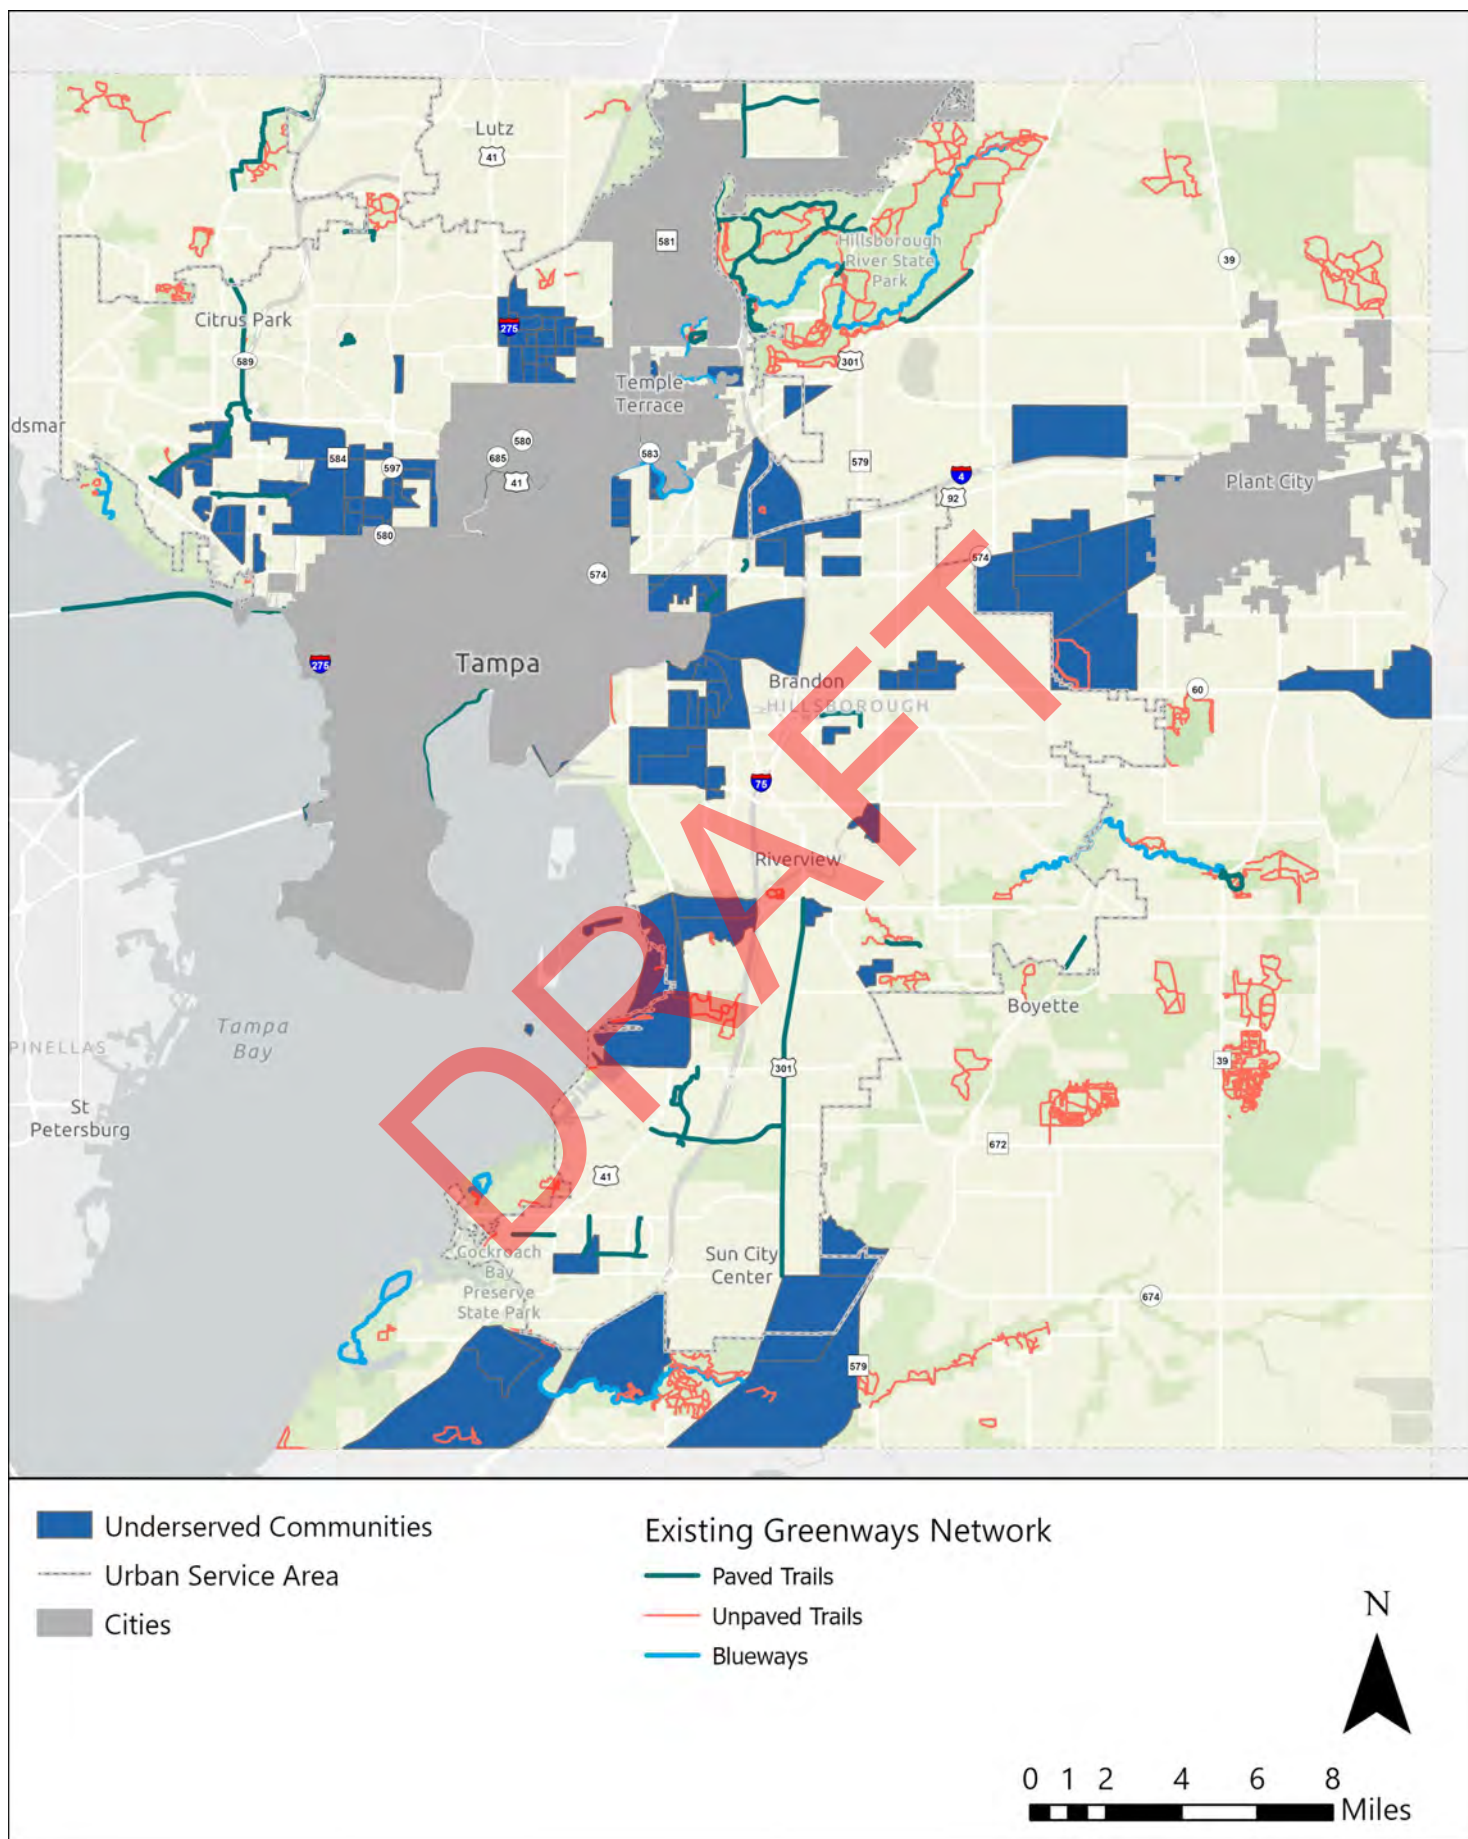 Lutz
41
581
Hillsborough
River State
Park
39
275
Citrus Park
589
301
Temple
Terrace
dsmar
580
584
597
685
41
583
579
4
92
Plant City
580
574
574
Tampa
275
Brandon
HILLSBOROUGH
60
75
Riverview
Boyette
Tampa
Bay
PINELLAS
St
Petersburg
301
39
672
41
Cockroach
Bay
Preserve
State Park
Sun City
Center
674
579
DRAFT
Underserved Communities
Urban Service Area
Cities
Existing Greenways Network
Paved Trails
Unpaved Trails
Blueways
N
0 1 2 4 6 8
Miles